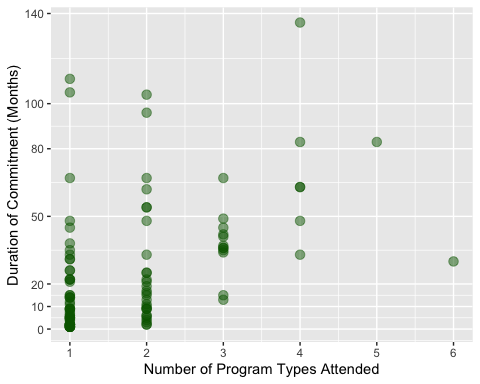 Duration of Commitment (Months)
140
100
80
50
20
10
0
1 2 3 4 5 6
Number of Program Types Attended